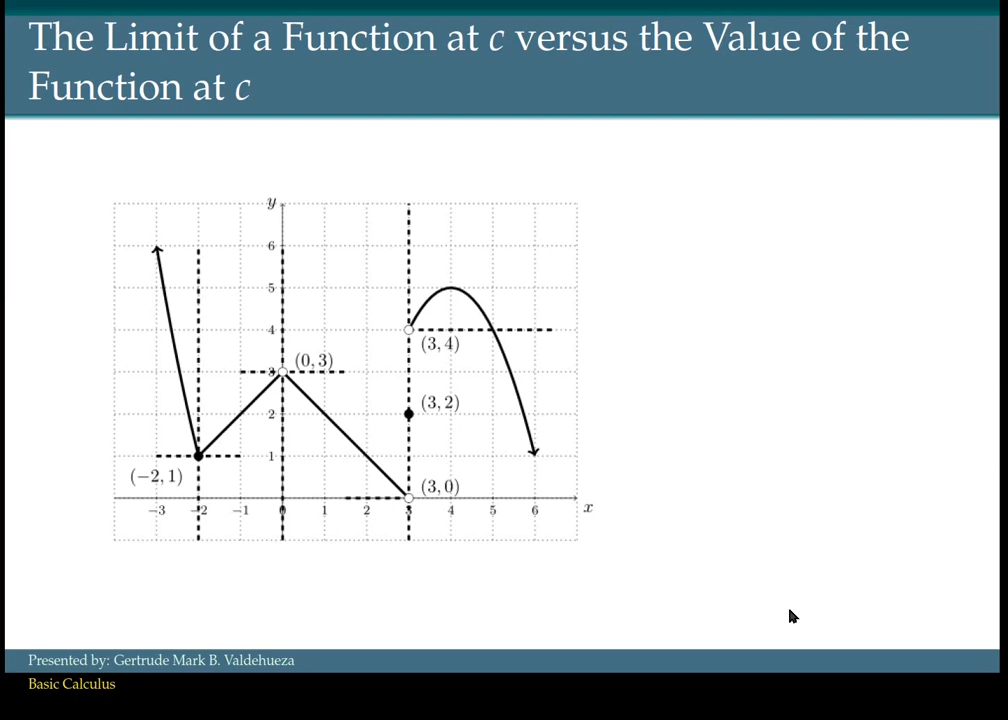 The Limit of a Function at c versus the Value of the
Function at c
y
6
5
4
(3, 4)
(0, 3)
3
(3, 2)
2
1
(−2, 1)
(3, 0)
−3 −2 −1 0 1 2 3 4 5 6 x
Presented by: Gertrude Mark B. Valdehueza
Basic Calculus